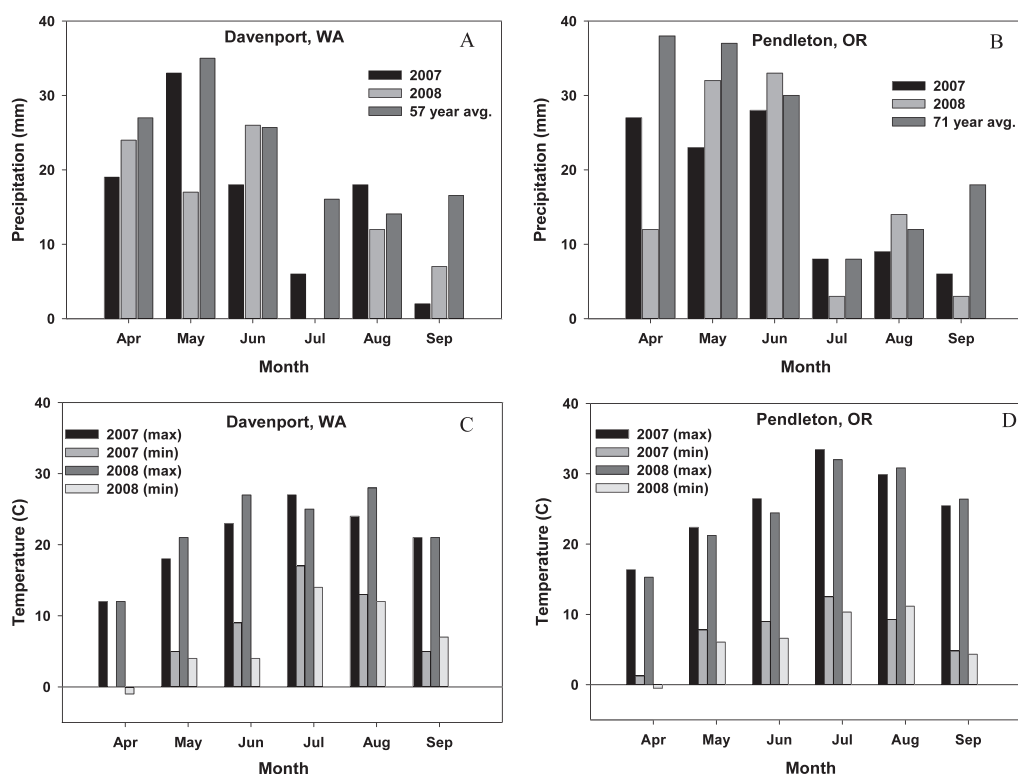 Davenport, WA
A
2007
2008
57 year avg.
Precipitation (mm)
40
30
20
10
0
Apr May Jun Jul Aug Sep
Month
Pendleton, OR
B
2007
2008
71 year avg.
Precipitation (mm)
40
30
20
10
0
Apr May Jun Jul Aug Sep
Month
Davenport, WA
C
2007 (max)
2007 (min)
2008 (max)
2008 (min)
Temperature (C)
40
30
20
10
0
Apr May Jun Jul Aug Sep
Month
Pendleton, OR
D
2007 (max)
2007 (min)
2008 (max)
2008 (min)
Temperature (C)
40
30
20
10
0
Apr May Jun Jul Aug Sep
Month